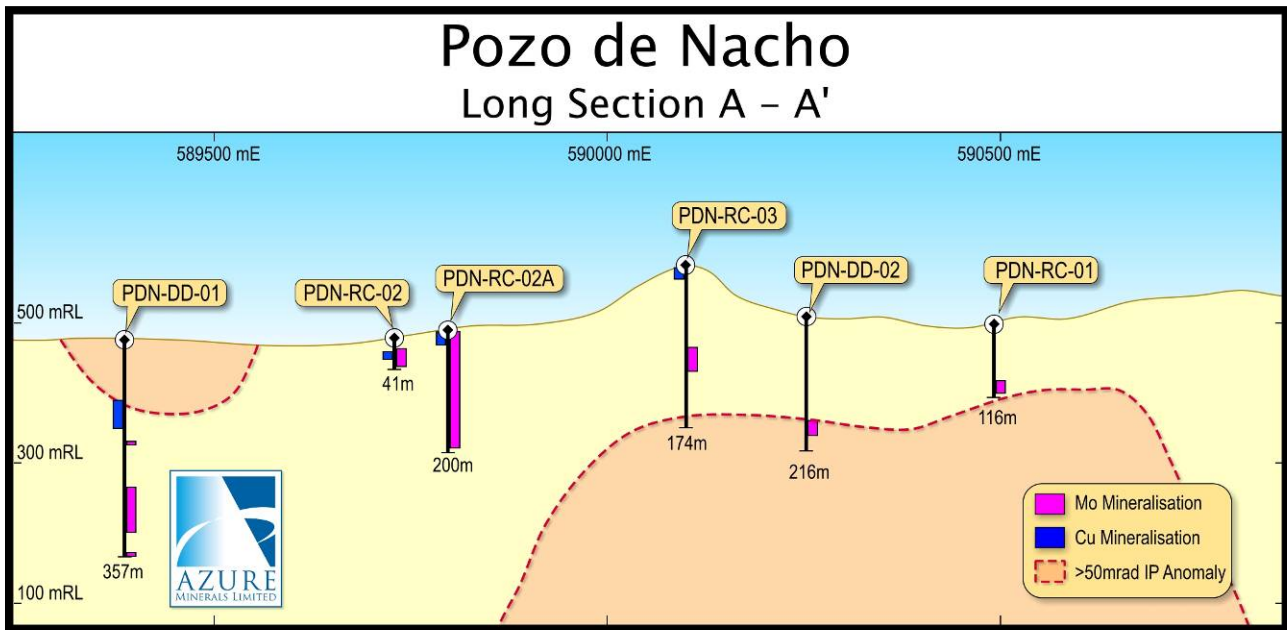 Pozo de Nacho
Long Section A – A'
589500 mE
590000 mE
590500 mE
PDN-RC-03
PDN-DD-01
PDN-RC-02
PDN-RC-02A
PDN-DD-02
PDN-RC-01
500 mRL
300 mRL
100 mRL
357m
41m
200m
174m
216m
116m
AZURE
MINERALS LIMITED
Mo Mineralisation
Cu Mineralisation
>50mrad IP Anomaly